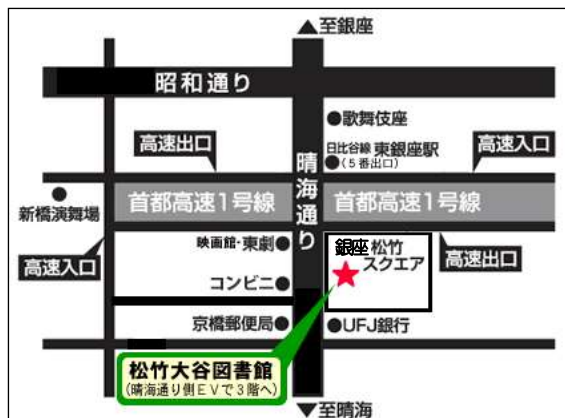 ▲至銀座
昭和通り
●歌舞伎座
日比谷線 東銀座駅
●(5番出口)
高速出口
高速入口
晴海通り
首都高速1号線
首都高速1号線
●
新橋演舞場
高速入口
映画館・東劇●
銀座 松竹
スクエア
高速出口
コンビニ●
京橋郵便局●
●UFJ銀行
松竹大谷図書館
(晴海通り側EVで3階へ)
▼至晴海